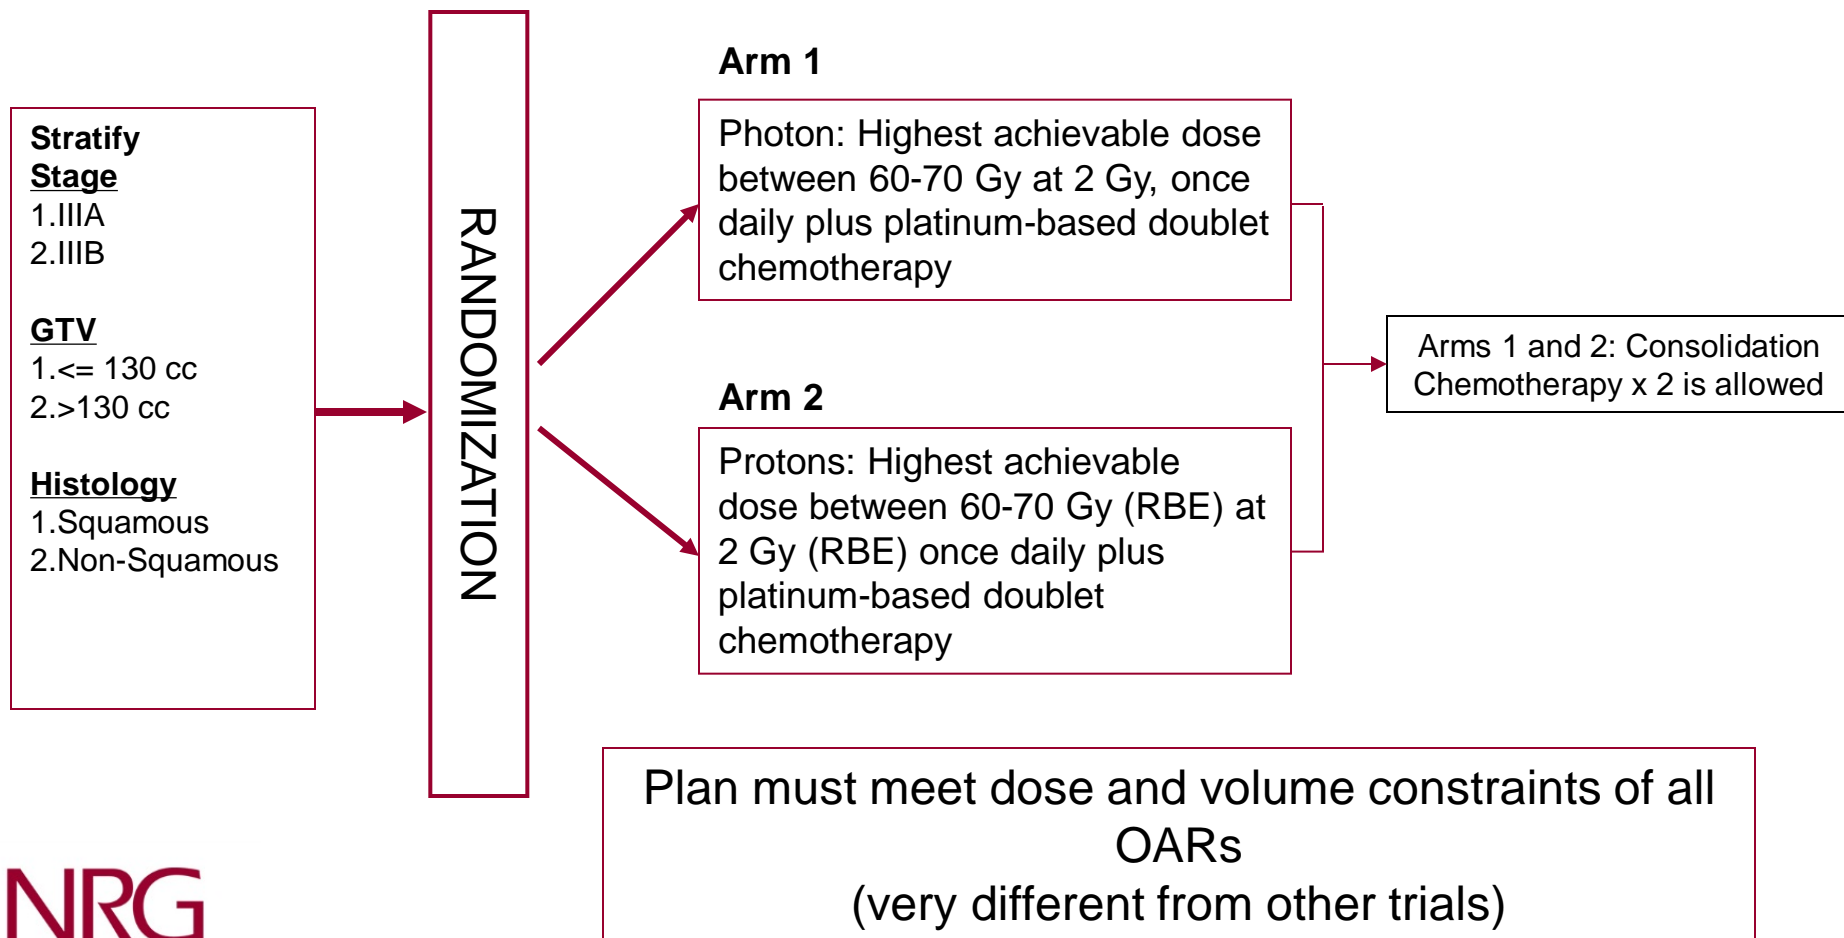 Stratify
Stage
1.IIIA
2.IIIB
GTV
1.<= 130 cc
2.>130 cc
Histology
1.Squamous
2.Non-Squamous
RANDOMIZATION
Arm 1
Photon: Highest achievable dose
between 60-70 Gy at 2 Gy, once
daily plus platinum-based doublet
chemotherapy
Arm 2
Protons: Highest achievable
dose between 60-70 Gy (RBE) at
2 Gy (RBE) once daily plus
platinum-based doublet
chemotherapy
Arms 1 and 2: Consolidation
Chemotherapy x 2 is allowed
Plan must meet dose and volume constraints of all
OARs
(very different from other trials)
NRG